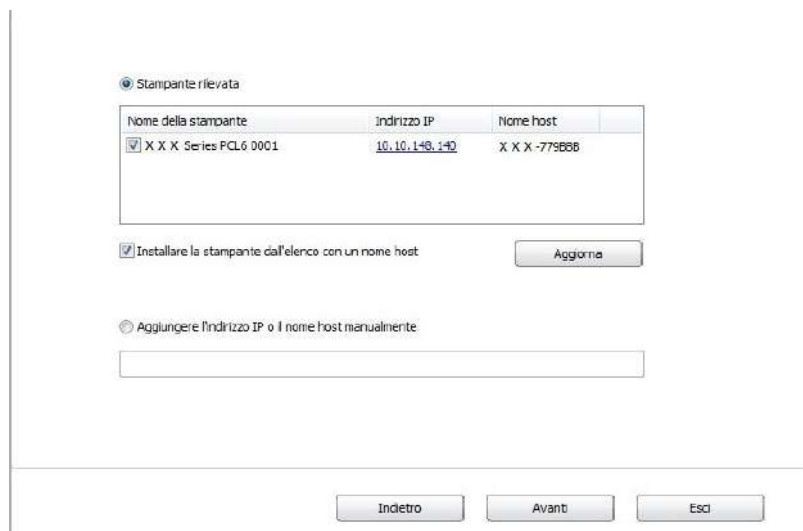 Stampante rilevata
Nome della stampante Indirizzo IP Nome host
X X X Series PCL6 0001 10.10.148.140 X X X -779BBB
Installare la stampante dall'elenco con un nome host
Aggiorna
Aggiungere l'indirizzo IP o il nome host manualmente
Indietro Avanti Esci